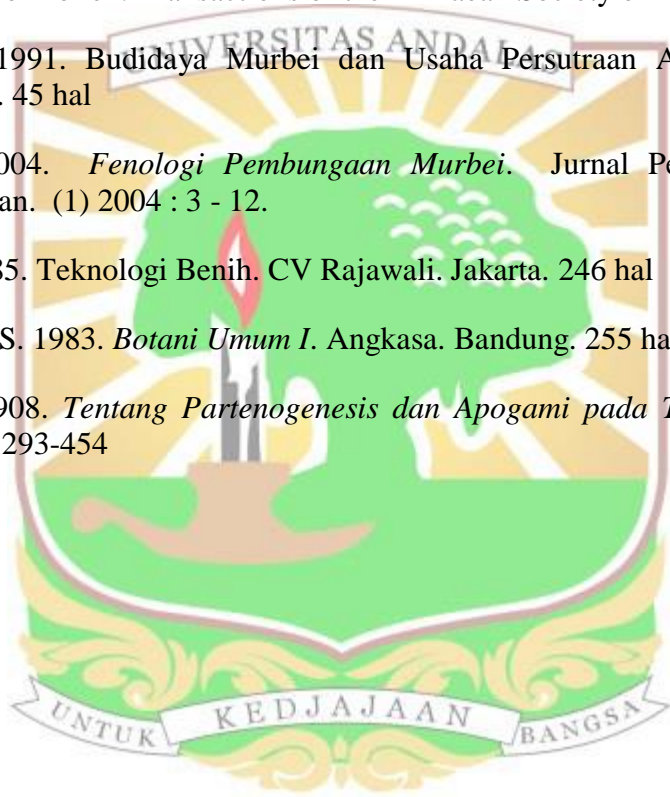 UNIVERSITAS ANDALAS
1991. Budidaya Murbei dan Usaha Persutraan
. 45 hal
004. Fenologi Pembungaan Murbei. Jurnal
an. (1) 2004 : 3 - 12.
85. Teknologi Benih. CV Rajawali. Jakarta. 246 hal
S. 1983. Botani Umum I. Angkasa. Bandung. 255 ha
908. Tentang Partenogenesis dan Apogami pada
293-454
UNTUK KEDJAJAAN BANGSA